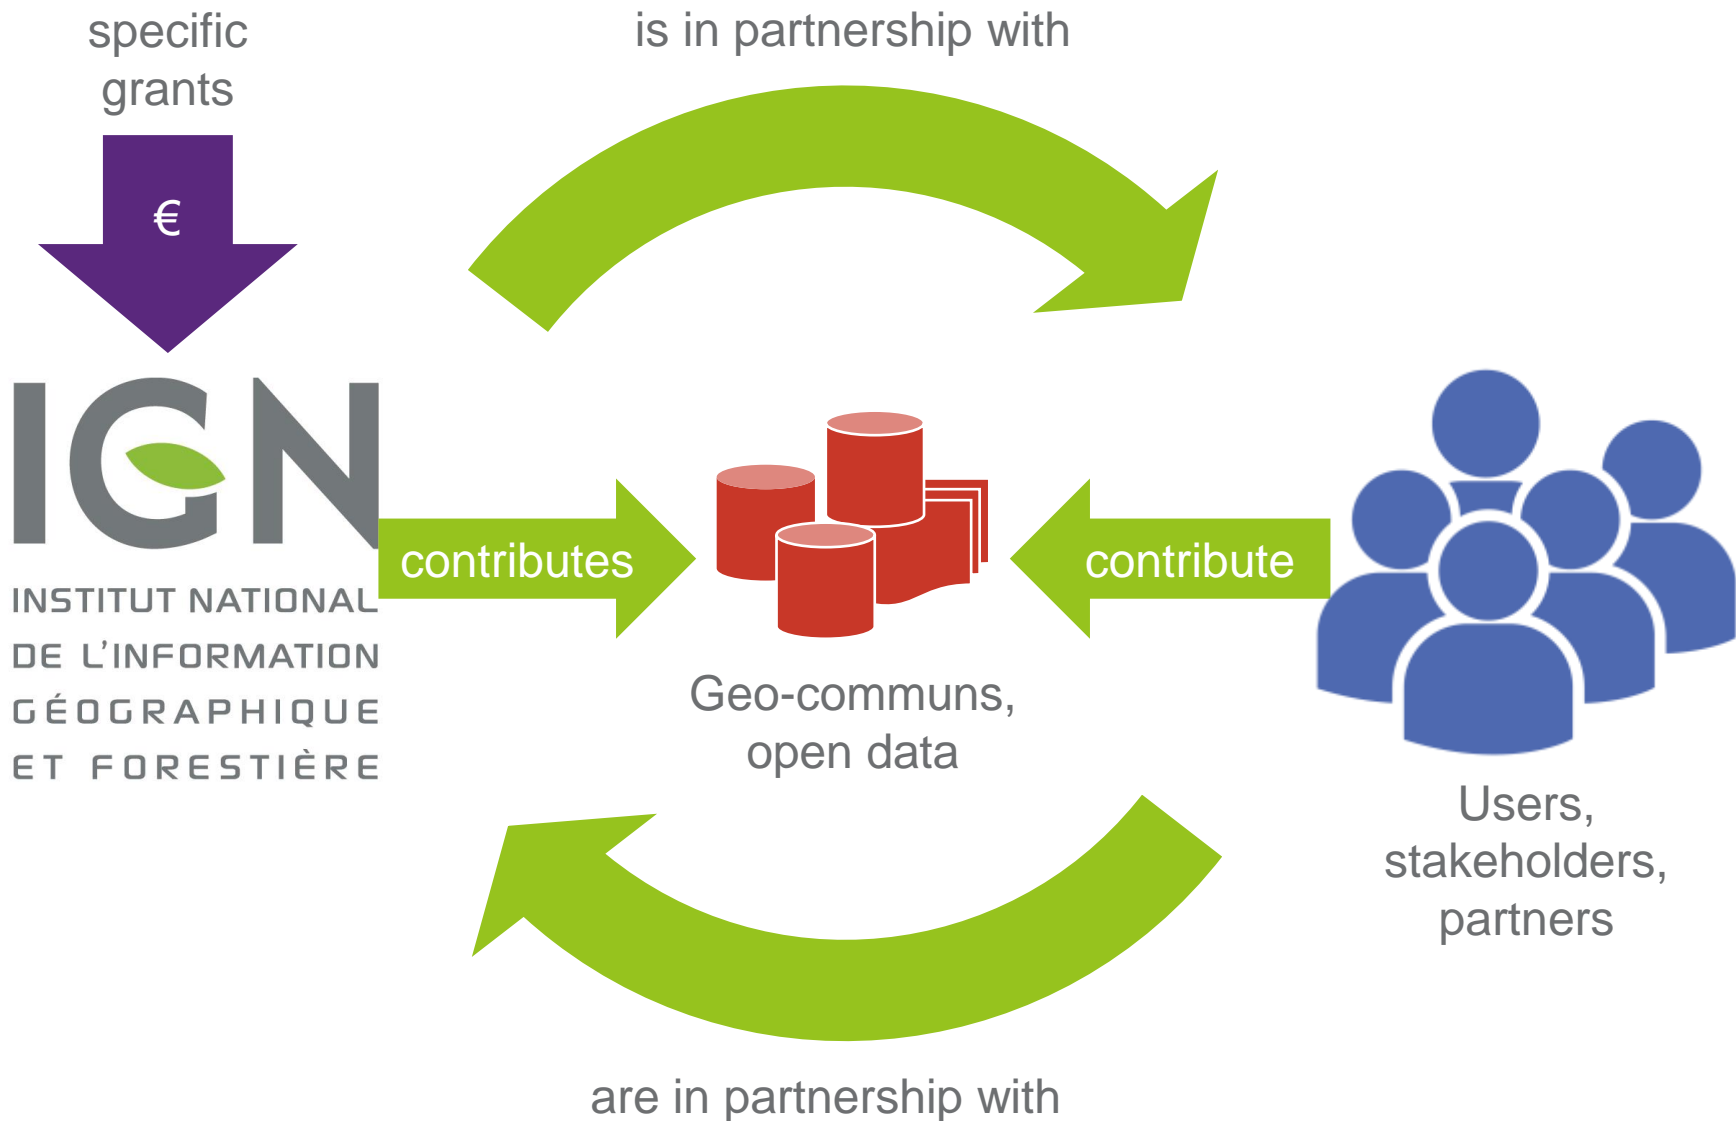 specific
grants
€
is in partnership with
IGN
INSTITUT NATIONAL
DE L'INFORMATION
GÉOGRAPHIQUE
ET FORESTIÈRE
contributes
Geo-communs,
open data
contribute
Users,
stakeholders,
partners
are in partnership with